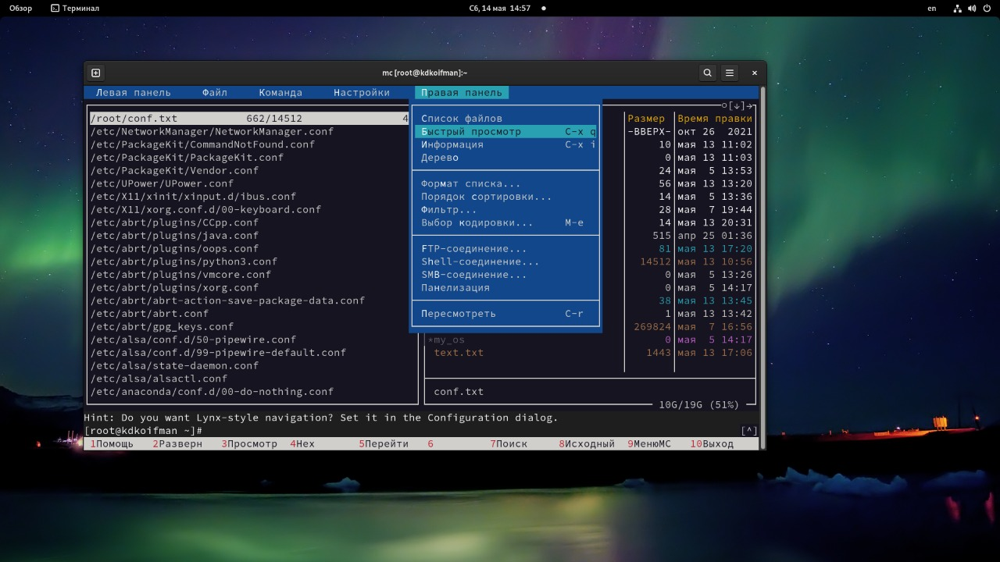 Обзор Терминал Сб, 14 мая 14:57 en
mc [root@kdkoifman]:~
Левая панель Файл Команда Настройки Правая панель
/root/conf.txt 662/14512 4
/etc/NetworkManager/NetworkManager.conf
/etc/PackageKit/CommandNotFound.conf
/etc/PackageKit/PackageKit.conf
/etc/PackageKit/Vendor.conf
/etc/UPower/UPower.conf
/etc/X11/xinit/xinput.d/ibus.conf
/etc/X11/xorg.conf.d/00-keyboard.conf
/etc/abrt/plugins/CCpp.conf
/etc/abrt/plugins/java.conf
/etc/abrt/plugins/oops.conf
/etc/abrt/plugins/python3.conf
/etc/abrt/plugins/vmcore.conf
/etc/abrt/plugins/xorg.conf
/etc/abrt/abrt-action-save-package-data.conf
/etc/abrt/abrt.conf
/etc/abrt/gpg_keys.conf
/etc/alsa/conf.d/50-pipewire.conf
/etc/alsa/conf.d/99-pipewire-default.conf
/etc/alsa/state-daemon.conf
/etc/alsa/alsactl.conf
/etc/anaconda/conf.d/00-do-nothing.conf
Список файлов
Быстрый просмотр C-x q
Информация C-x i
Дерево
Формат списка...
Порядок сортировки...
Фильтр...
Выбор кодировки... M-e
FTP-соединение...
Shell-соединение...
SMB-соединение...
Панелизация
Пересмотреть C-r
[↓]
Размер Время правки
-ВВЕРХ- окт 26 2021
10 мая 13 11:02
0 мая 13 11:03
24 мая 5 13:53
56 мая 13 13:20
14 мая 5 13:36
28 мая 7 19:44
14 мая 13 20:31
515 апр 25 01:36
81 мая 13 17:20
14512 мая 13 10:56
0 мая 5 13:26
0 мая 5 14:17
38 мая 13 13:45
1 мая 13 13:42
269824 мая 7 16:56
*my_os 0 мая 5 14:17
text.txt 1443 мая 13 17:06
conf.txt
10G/19G (51%)
Hint: Do you want Lynx-style navigation? Set it in the Configuration dialog.
[root@kdkoifman ~]# [^]
1Помощь 2Разверн 3Просмотр 4Hex 5Перейти 6 7Поиск 8Исходный 9МенюMC 10Выход